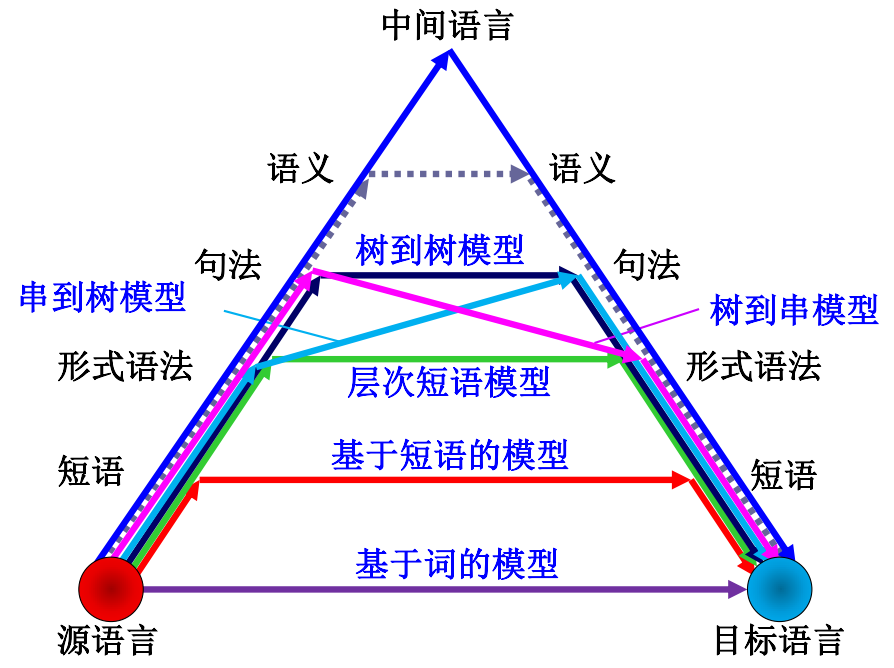 中间语言
语义
语义
树到树模型
句法
句法
串到树模型
树到串模型
形式语法
形式语法
层次短语模型
基于短语的模型
短语
短语
基于词的模型
源语言
目标语言